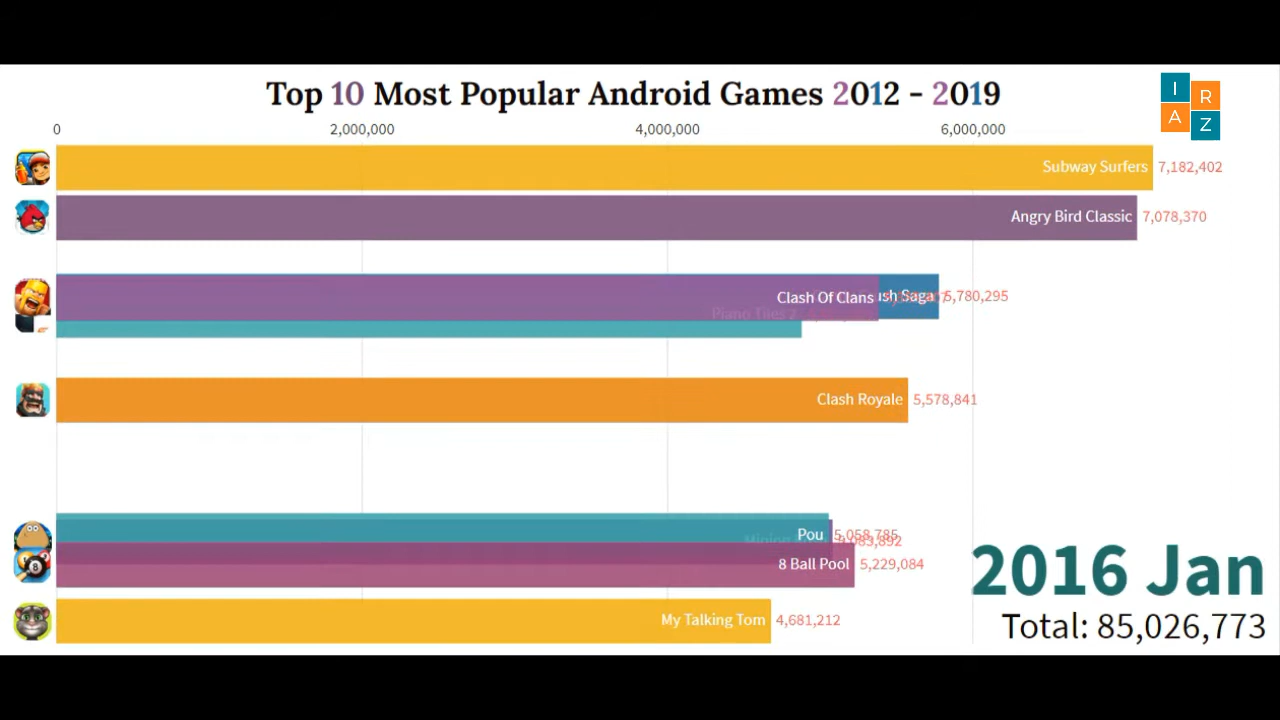 Top 10 Most Popular Android Games 2012 - 2019
I R
A Z
0 2,000,000 4,000,000 6,000,000
Subway Surfers 7,182,402
Angry Bird Classic 7,078,370
Clash Of Clans ush Saga 5,780,295
Piano Tiles 2
Clash Royale 5,578,841
Pou 5,058,785
8 Ball Pool 5,229,084
My Talking Tom 4,681,212
2016 Jan
Total: 85,026,773